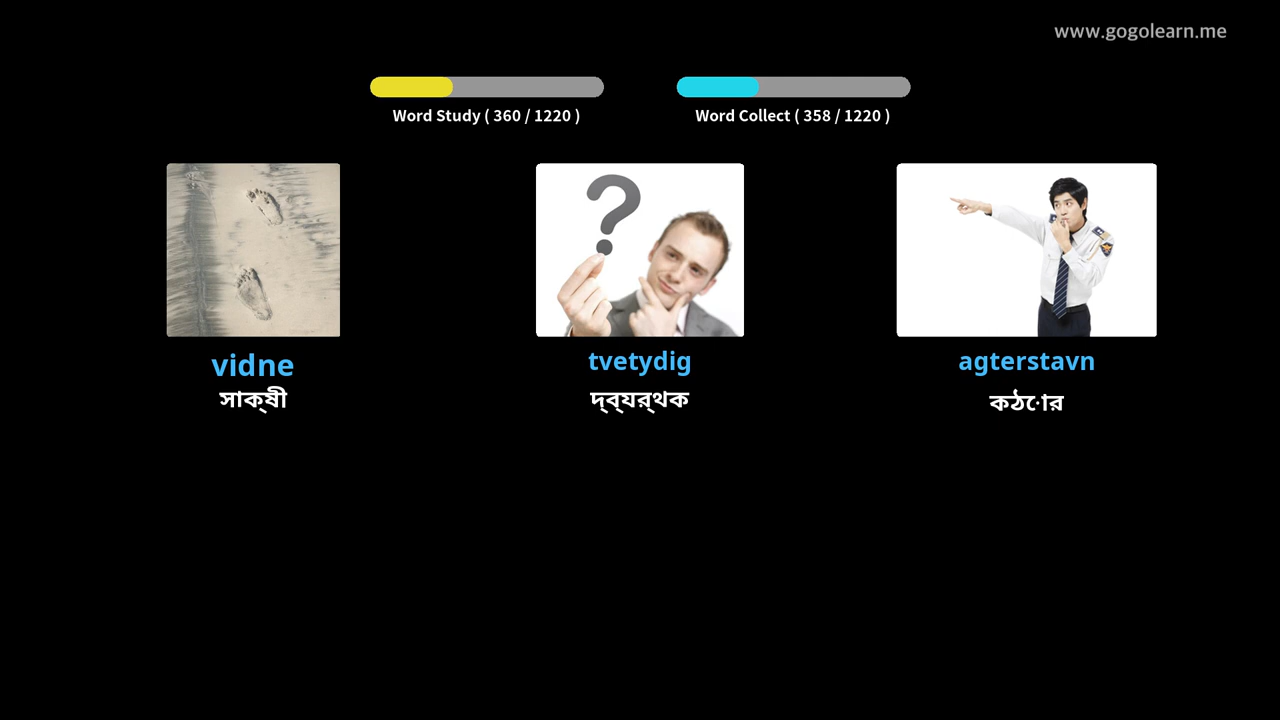 www.gogolearn.me
Word Study ( 360 / 1220 )
Word Collect ( 358 / 1220 )
vidne
tvetydig
agterstavn
সাক্ষী
দ্ব্যর্থক
কঠোর